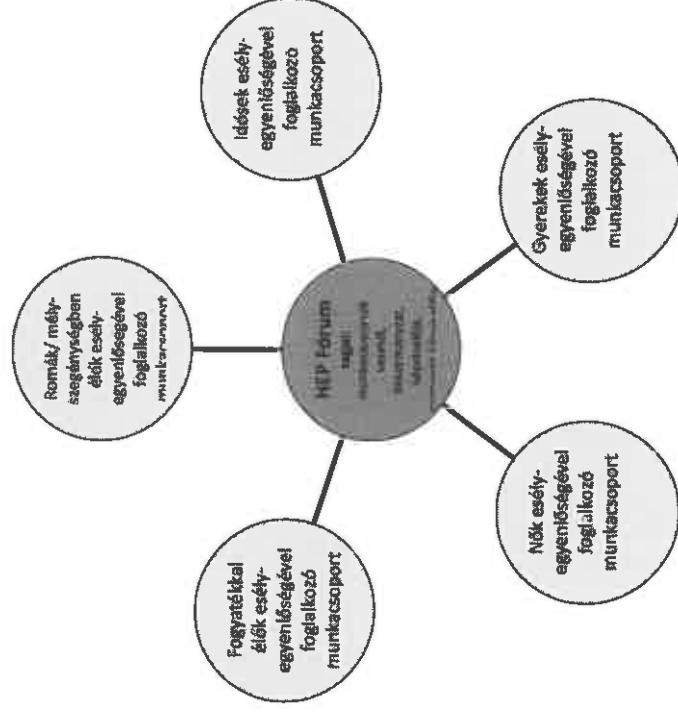 Romák/ mély-
szegénységben
élők esély-
egyenlőségével
foglalkozó
munkacsoport
Idősek esély-
egyenlőségével
foglalkozó
munkacsoport
Gyerekek esély-
egyenlőségével
foglalkozó
munkacsoport
Nők esély-
egyenlőségével
foglalkozó
munkacsoport
Fogyatékkal
élők esély-
egyenlőségével
foglalkozó
munkacsoport
HEP Fórum
tagjai: